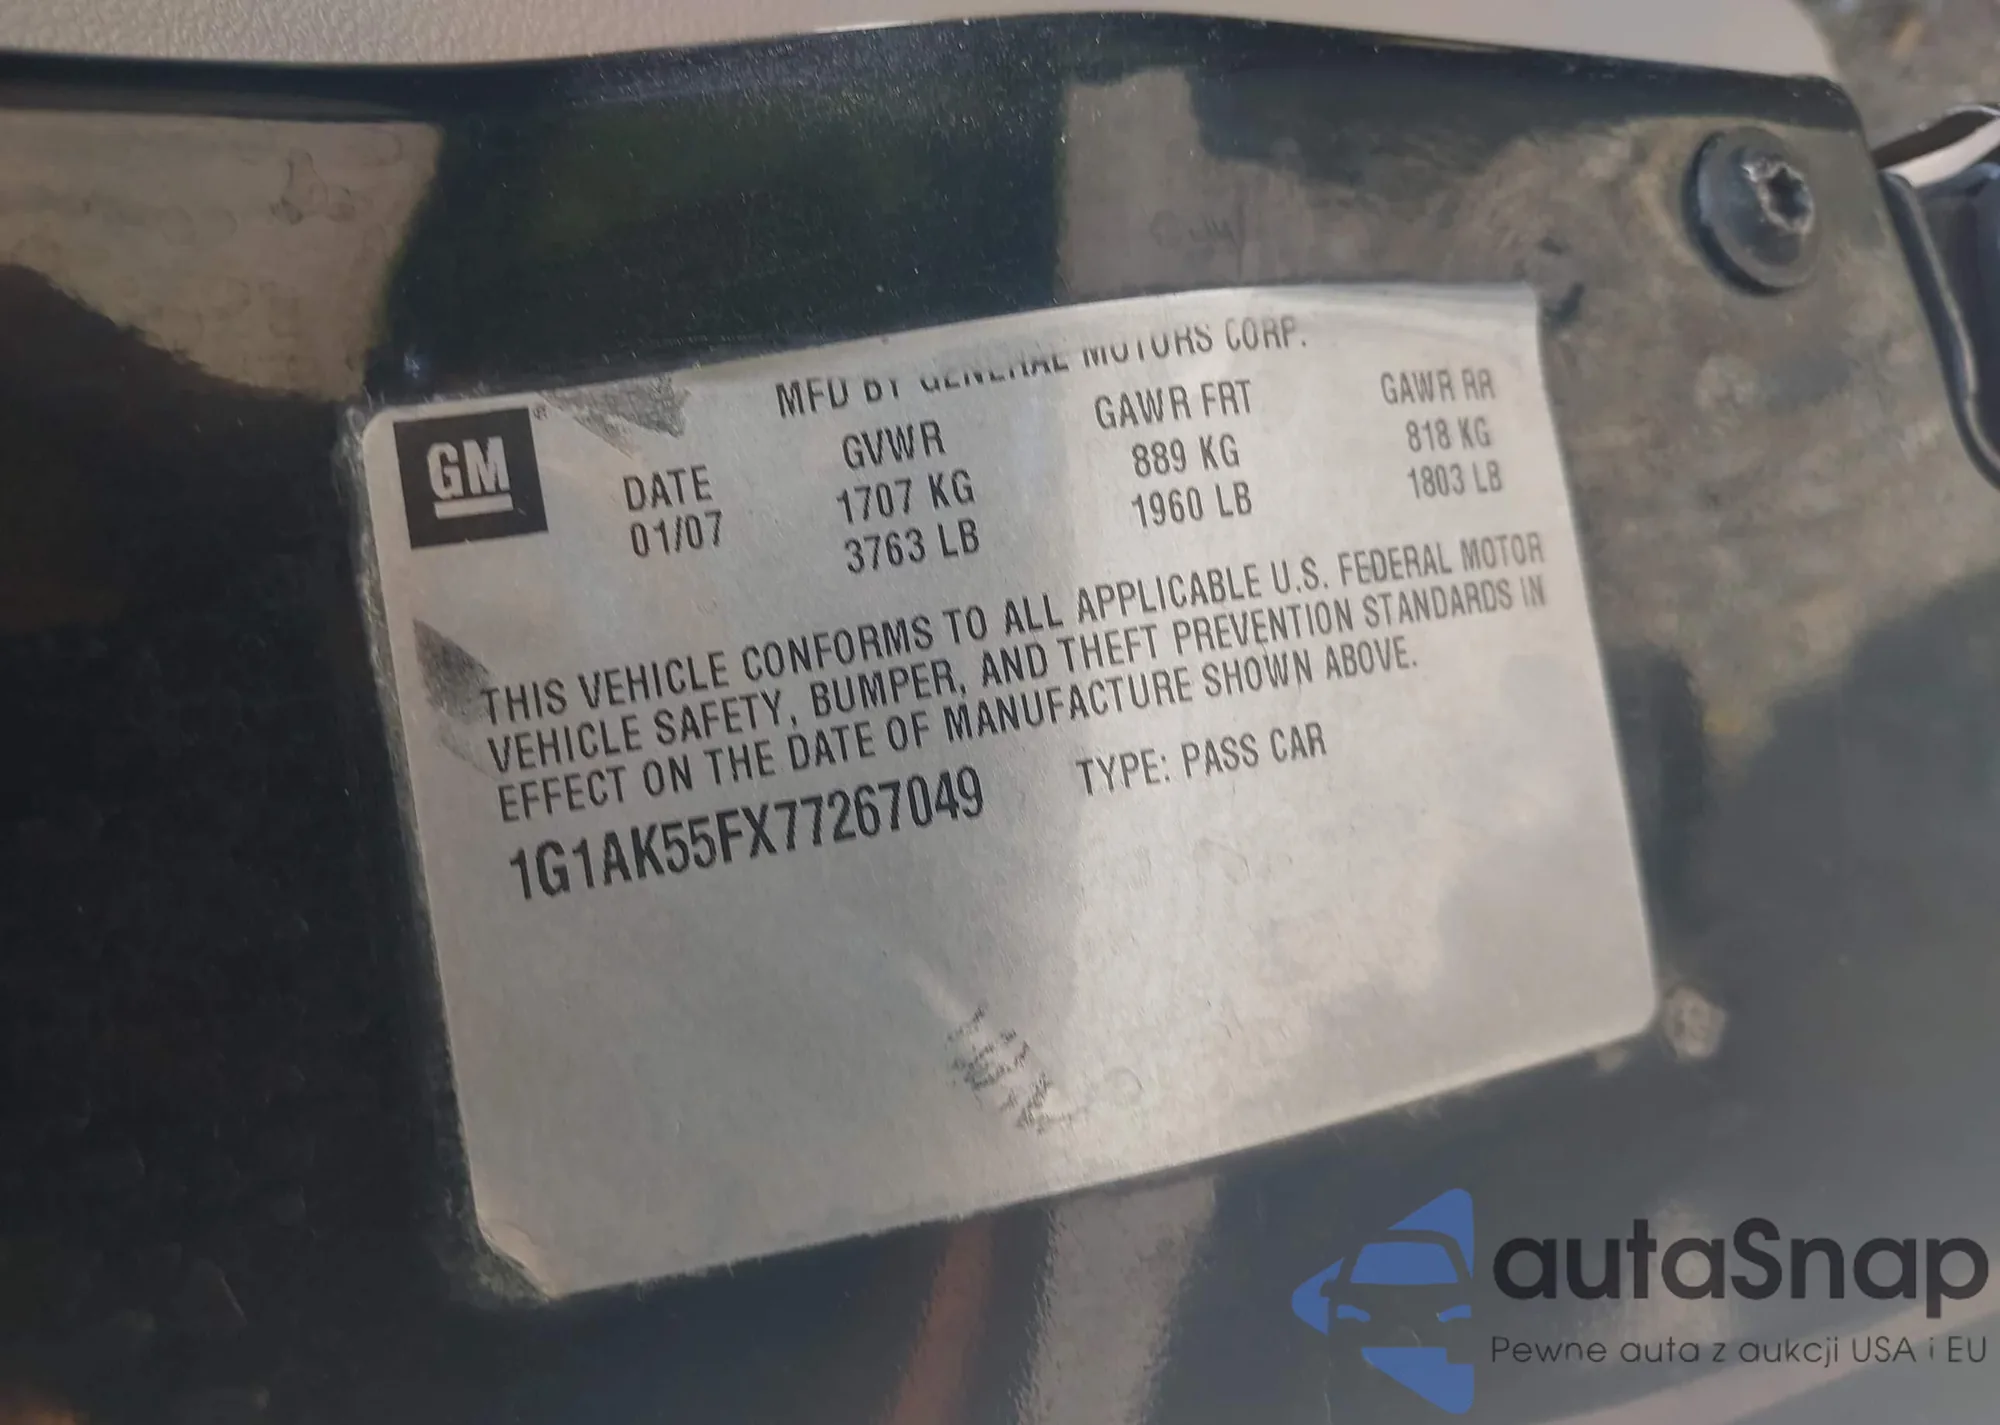 MFD BY GENERAL MOTORS CORP.
GM
DATE GVWR GAWR FRT GAWR RR
01/07 1707 KG 889 KG 818 KG
3763 LB 1960 LB 1803 LB
THIS VEHICLE CONFORMS TO ALL APPLICABLE U.S. FEDERAL MOTOR
VEHICLE SAFETY, BUMPER, AND THEFT PREVENTION STANDARDS IN
EFFECT ON THE DATE OF MANUFACTURE SHOWN ABOVE.
1G1AK55FX77267049 TYPE: PASS CAR
autaSnap
Pewne auta z aukcji USA i EU